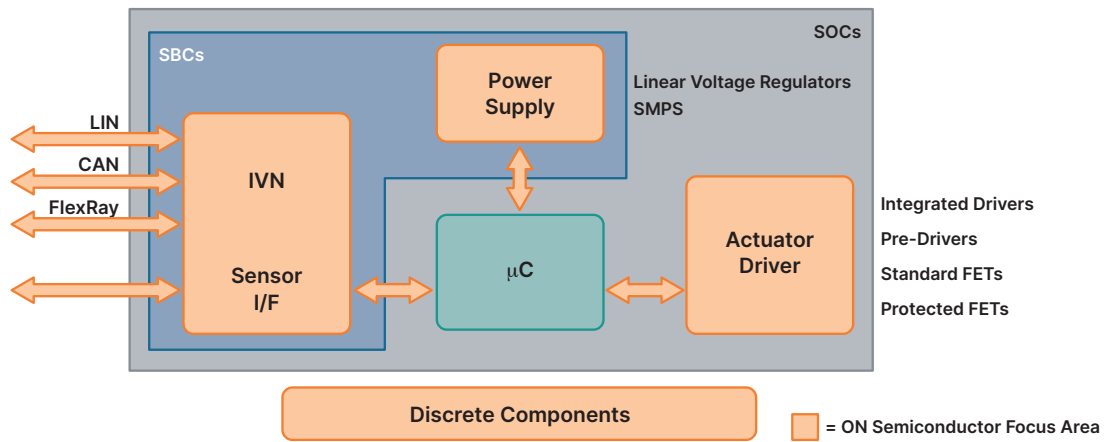 SOCs
SBCs
Power
Supply
Linear Voltage Regulators
SMPS
LIN
CAN
FlexRay
IVN
Sensor
I/F
μC
Actuator
Driver
Integrated Drivers
Pre-Drivers
Standard FETs
Protected FETs
Discrete Components
= ON Semiconductor Focus Area